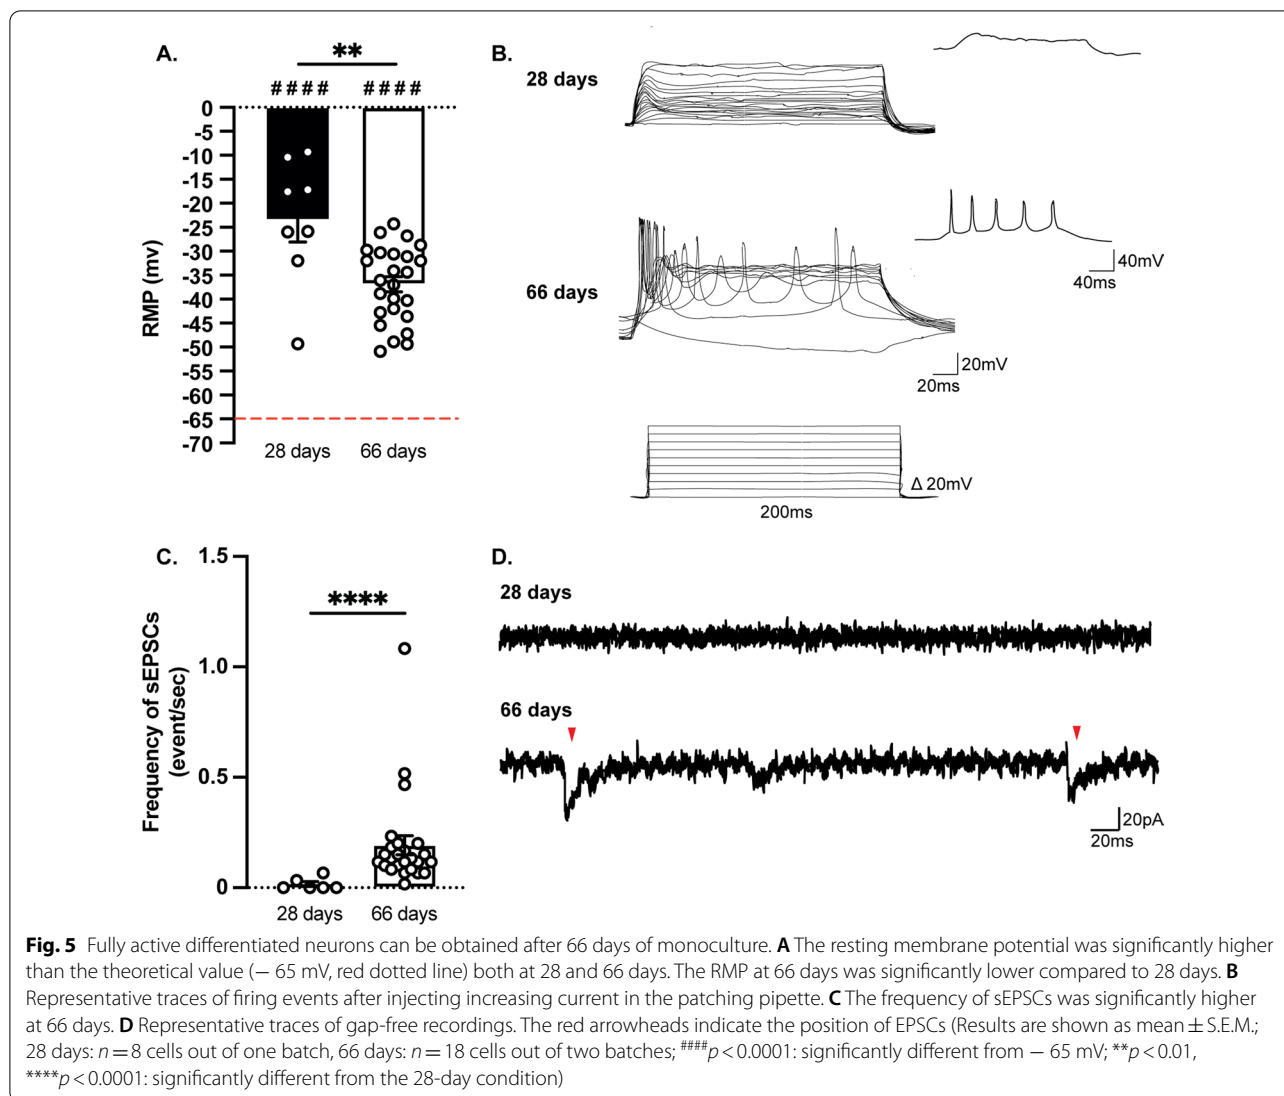 A.
**
####
####
0
-5
-10
-15
-20
-25
-30
-35
-40
-45
-50
-55
-60
-65
-70
RMP (mv)
28 days
66 days
B.
28 days
66 days
40mV
40ms
20mV
20ms
Δ 20mV
200ms
C.
****
1.5
1.0
0.5
0
Frequency of sEPSCs
(event/sec)
28 days
66 days
D.
28 days
66 days
20pA
20ms
Fig. 5 Fully active differentiated neurons can be obtained after 66 days of monoculture. A The resting membrane potential was significantly higher
than the theoretical value (− 65 mV, red dotted line) both at 28 and 66 days. The RMP at 66 days was significantly lower compared to 28 days. B
Representative traces of firing events after injecting increasing current in the patching pipette. C The frequency of sEPSCs was significantly higher
at 66 days. D Representative traces of gap-free recordings. The red arrowheads indicate the position of EPSCs (Results are shown as mean ± S.E.M.;
28 days: n = 8 cells out of one batch, 66 days: n = 18 cells out of two batches; ####p < 0.0001: significantly different from − 65 mV; **p < 0.01,
****p < 0.0001: significantly different from the 28-day condition)